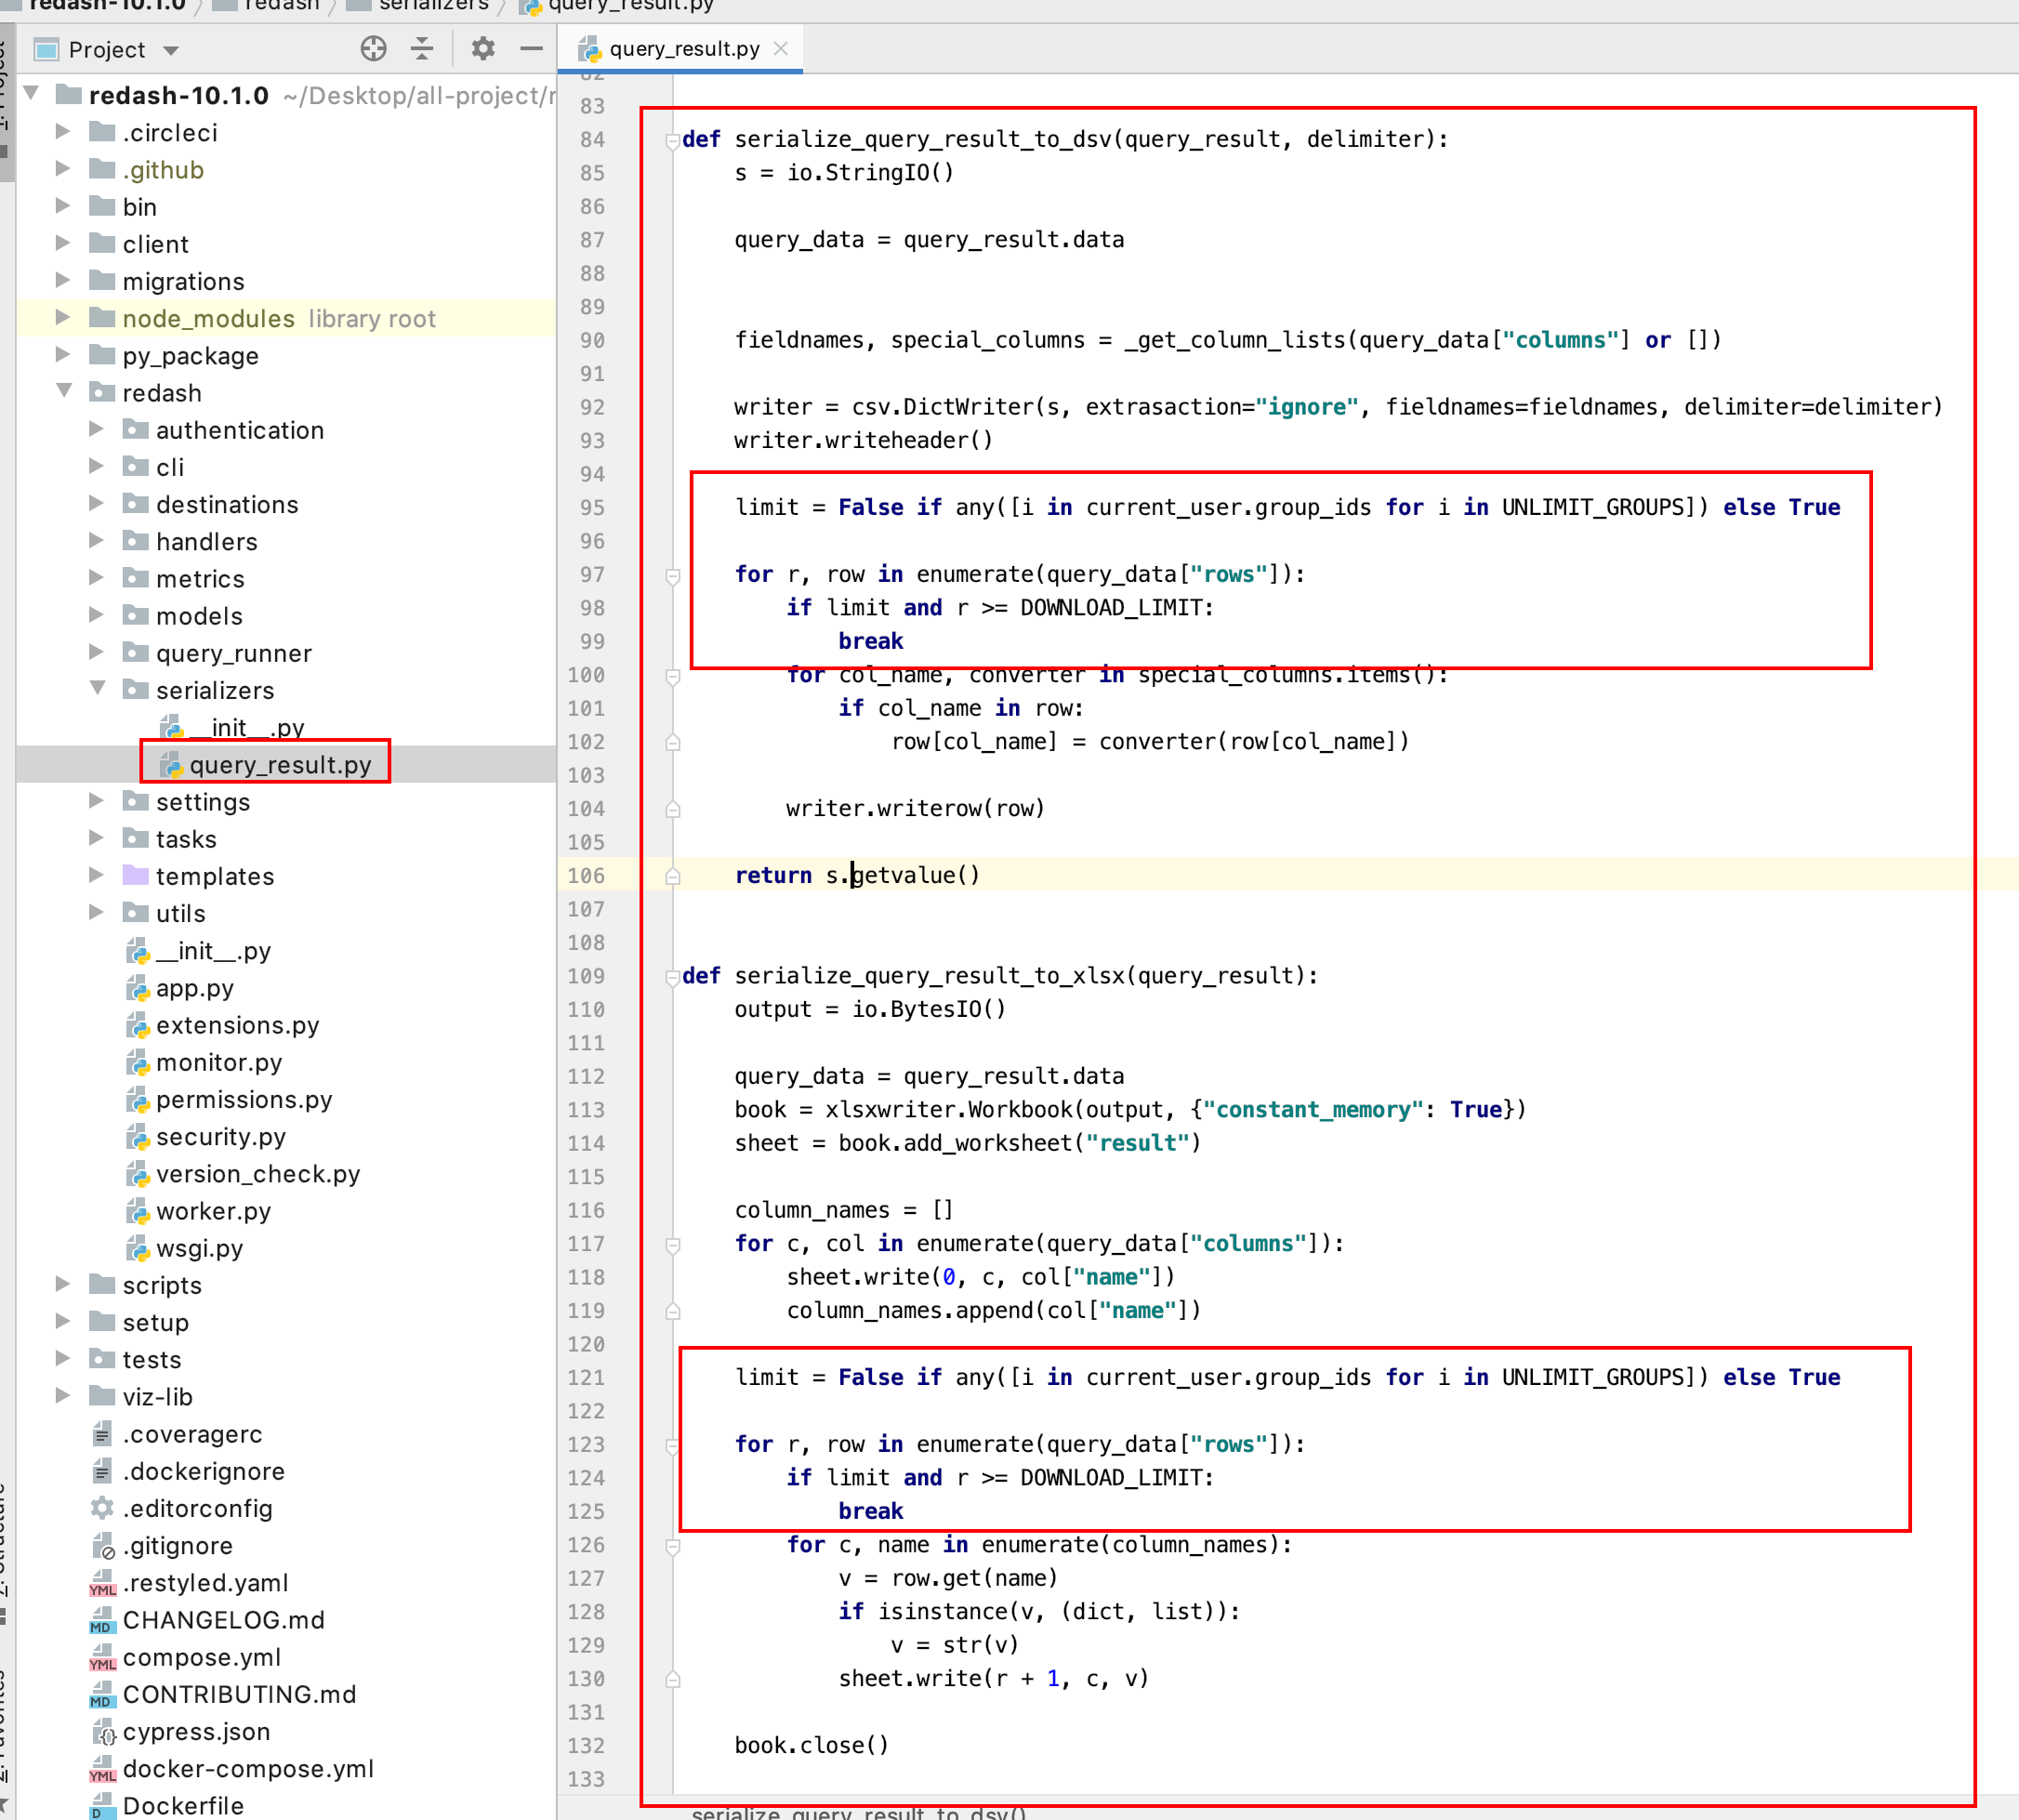 redash-10.1.0 redash serializers query_result.py
Project
query_result.py
redash-10.1.0 ~/Desktop/all-project/r
.circleci
.github
bin
client
migrations
node_modules library root
py_package
redash
authentication
cli
destinations
handlers
metrics
models
query_runner
serializers
__init__.py
query_result.py
settings
tasks
templates
utils
__init__.py
app.py
extensions.py
monitor.py
permissions.py
security.py
version_check.py
worker.py
wsgi.py
scripts
setup
tests
viz-lib
.coveragerc
.dockerignore
.editorconfig
.gitignore
.restyled.yaml
CHANGELOG.md
compose.yml
CONTRIBUTING.md
cypress.json
docker-compose.yml
Dockerfile
82
83
84 def serialize_query_result_to_dsv(query_result, delimiter):
85 s = io.StringIO()
86
87 query_data = query_result.data
88
89
90 fieldnames, special_columns = _get_column_lists(query_data["columns"] or [])
91
92 writer = csv.DictWriter(s, extrasaction="ignore", fieldnames=fieldnames, delimiter=delimiter)
93 writer.writeheader()
94
95 limit = False if any([i in current_user.group_ids for i in UNLIMIT_GROUPS]) else True
96
97 for r, row in enumerate(query_data["rows"]):
98 if limit and r >= DOWNLOAD_LIMIT:
99 break
100 for col_name, converter in special_columns.items():
101 if col_name in row:
102 row[col_name] = converter(row[col_name])
103
104 writer.writerow(row)
105
106 return s.getvalue()
107
108
109 def serialize_query_result_to_xlsx(query_result):
110 output = io.BytesIO()
111
112 query_data = query_result.data
113 book = xlsxwriter.Workbook(output, {"constant_memory": True})
114 sheet = book.add_worksheet("result")
115
116 column_names = []
117 for c, col in enumerate(query_data["columns"]):
118 sheet.write(0, c, col["name"])
119 column_names.append(col["name"])
120
121 limit = False if any([i in current_user.group_ids for i in UNLIMIT_GROUPS]) else True
122
123 for r, row in enumerate(query_data["rows"]):
124 if limit and r >= DOWNLOAD_LIMIT:
125 break
126 for c, name in enumerate(column_names):
127 v = row.get(name)
128 if isinstance(v, (dict, list)):
129 v = str(v)
130 sheet.write(r + 1, c, v)
131
132 book.close()
133
serialize_query_result_to_dsv()